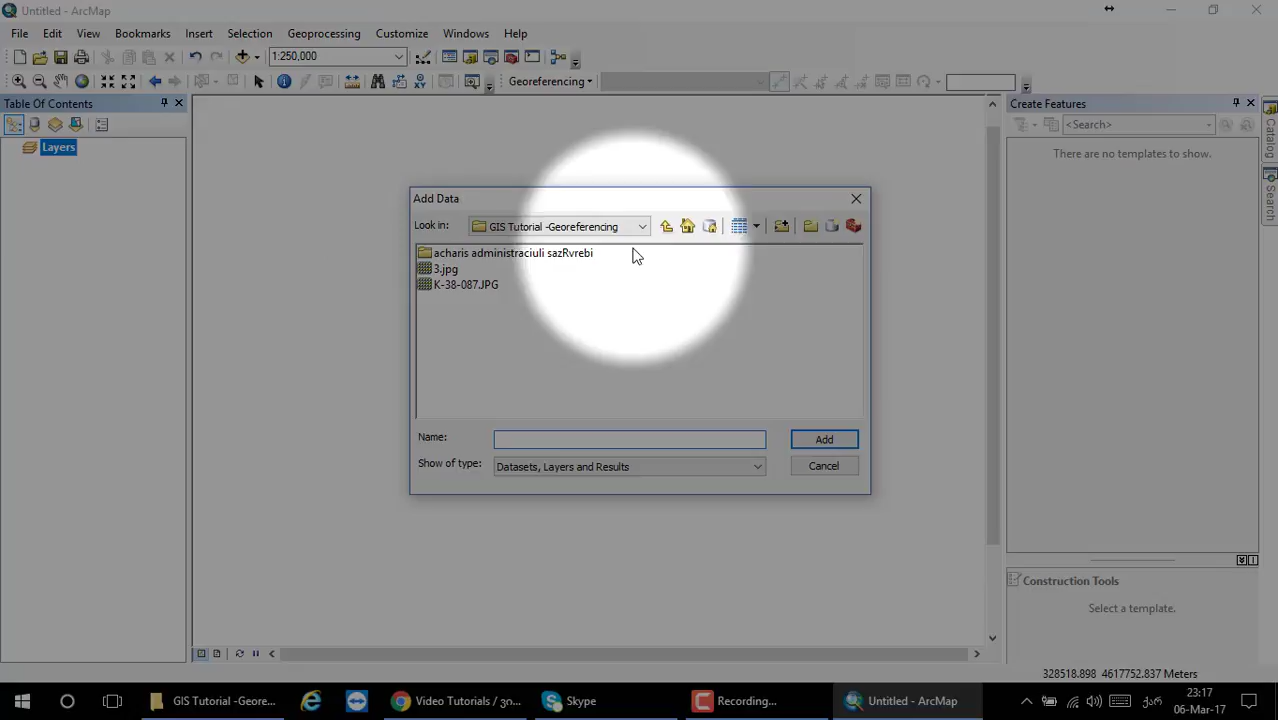 Untitled - ArcMap
File Edit View Bookmarks Insert Selection Geoprocessing Customize Windows Help
1:250,000
Georeferencing
Table Of Contents
Layers
Add Data
Look in: GIS Tutorial -Georeferencing
acharis administraciuli sazRvrebi
3.jpg
K-38-087.JPG
Name: Add
Show of type: Datasets, Layers and Results Cancel
Create Features
<Search>
There are no templates to show.
Catalog
Search
Construction Tools
Select a template.
328518.898 4617752.837 Meters
GIS Tutorial -Geore... Video Tutorials / ვი... Skype Recording... Untitled - ArcMap ქარ 23:17
06-Mar-17